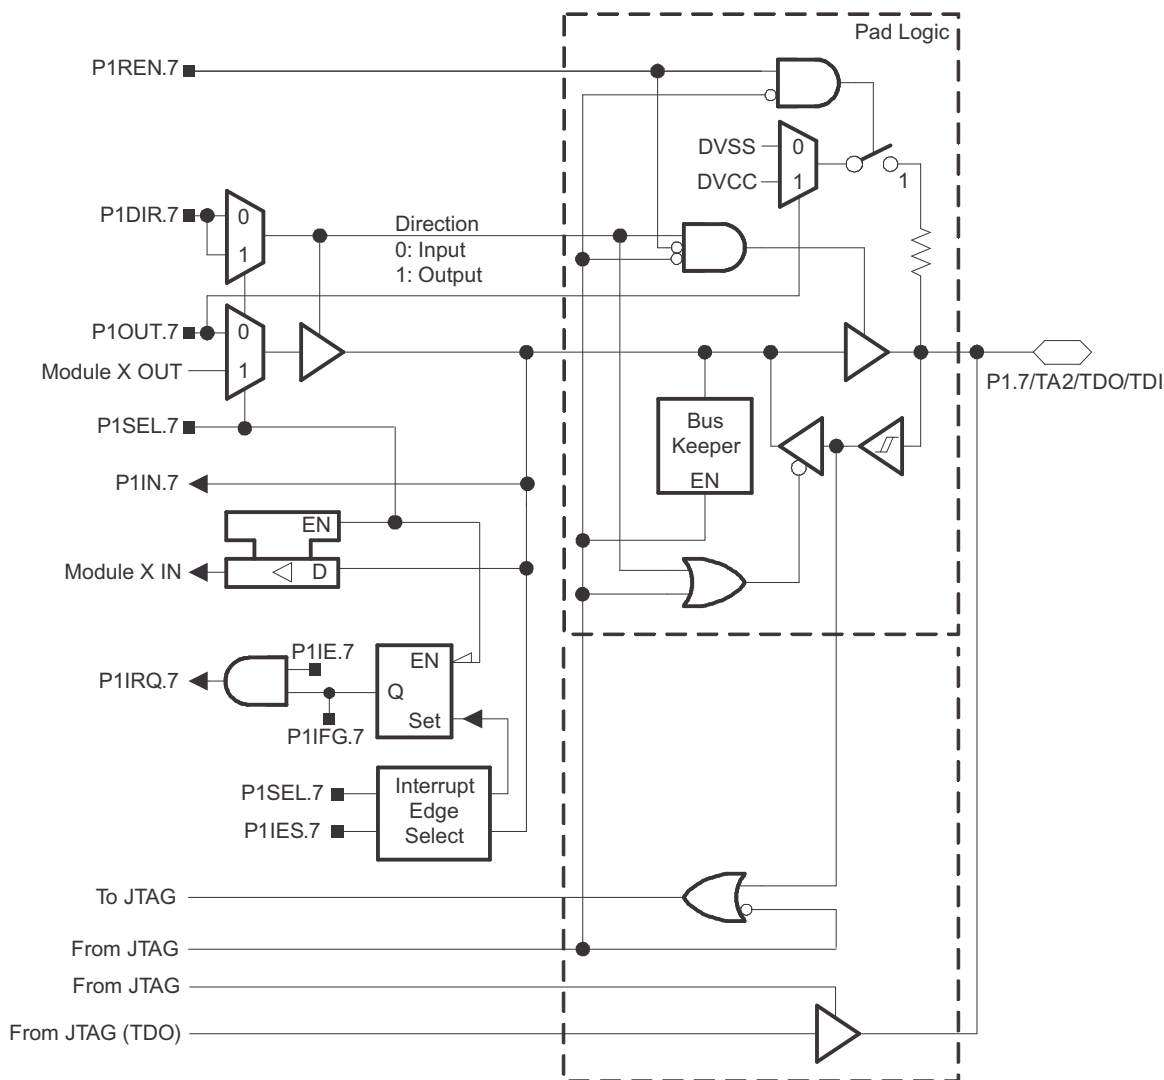 Pad Logic
P1REN.7
DVSS
0
DVCC
1
1
P1DIR.7
0
1
Direction
0: Input
1: Output
P1OUT.7
0
Module X OUT
1
P1.7/TA2/TDO/TDI
P1SEL.7
Bus
Keeper
EN
P1IN.7
EN
Module X IN
D
P1IE.7
EN
P1IRQ.7
Q
Set
P1IFG.7
P1SEL.7
P1IES.7
Interrupt
Edge
Select
To JTAG
From JTAG
From JTAG
From JTAG (TDO)